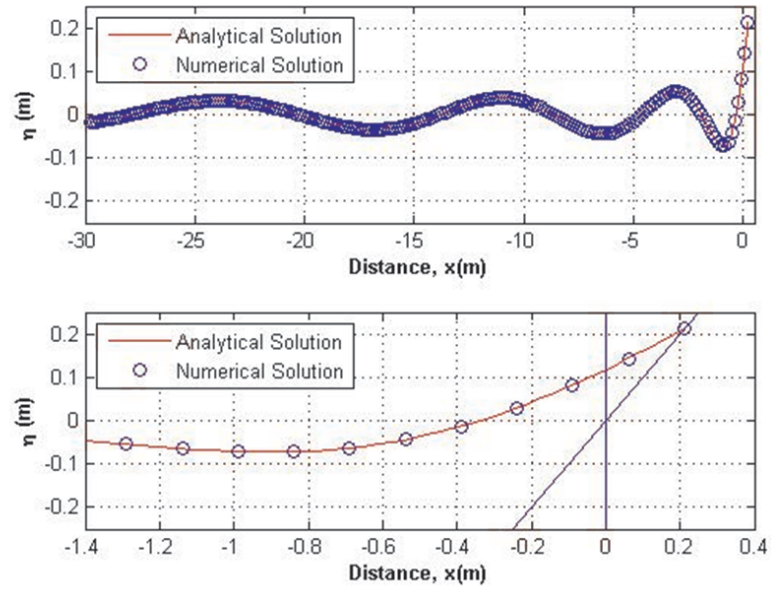 0.2
0.1
0
-0.1
-0.2
η (m)
Analytical Solution
Numerical Solution
-30 -25 -20 -15 -10 -5 0
Distance, x(m)
0.2
0.1
0
-0.1
-0.2
η (m)
Analytical Solution
Numerical Solution
-1.4 -1.2 -1 -0.8 -0.6 -0.4 -0.2 0 0.2 0.4
Distance, x(m)